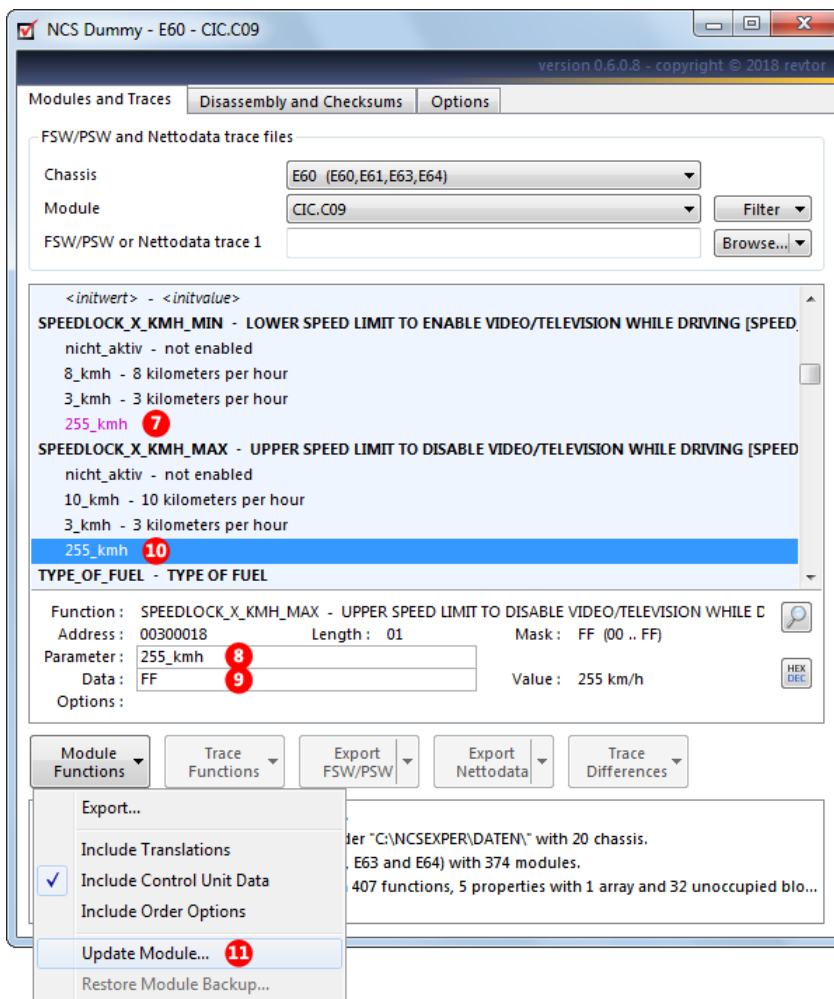 NCS Dummy - E60 - CIC.C09
version 0.6.0.8 - copyright © 2018 revtor
Modules and Traces Disassembly and Checksums Options
FSW/PSW and Nettodata trace files
Chassis E60 (E60,E61,E63,E64)
Module CIC.C09 Filter
FSW/PSW or Nettodata trace 1 Browse...
<initwert> - <initvalue>
SPEEDLOCK_X_KMH_MIN - LOWER SPEED LIMIT TO ENABLE VIDEO/TELEVISION WHILE DRIVING [SPEED_
nicht_aktiv - not enabled
8_kmh - 8 kilometers per hour
3_kmh - 3 kilometers per hour
255_kmh 7
SPEEDLOCK_X_KMH_MAX - UPPER SPEED LIMIT TO DISABLE VIDEO/TELEVISION WHILE DRIVING [SPEED
nicht_aktiv - not enabled
10_kmh - 10 kilometers per hour
3_kmh - 3 kilometers per hour
255_kmh 10
TYPE_OF_FUEL - TYPE OF FUEL
Function : SPEEDLOCK_X_KMH_MAX - UPPER SPEED LIMIT TO DISABLE VIDEO/TELEVISION WHILE D
Address : 00300018 Length : 01 Mask : FF (00 .. FF)
Parameter : 255_kmh 8
Data : FF 9 Value : 255 km/h HEX DEC
Options :
Module Functions Trace Functions Export FSW/PSW Export Nettodata Trace Differences
Export...
Include Translations
der "C:\NCSEXPER\DATEN\" with 20 chassis.
, E63 and E64) with 374 modules.
Include Control Unit Data
407 functions, 5 properties with 1 array and 32 unoccupied blo...
Include Order Options
Update Module... 11
Restore Module Backup...